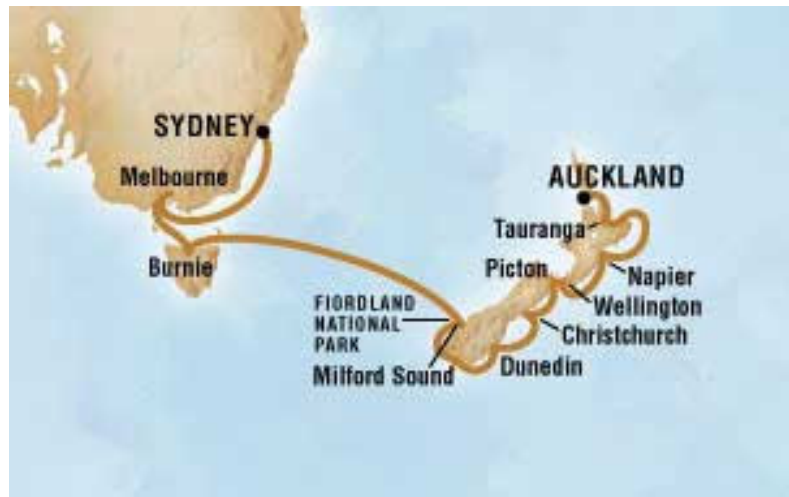 SYDNEY
Melbourne
Burnie
AUCKLAND
Tauranga
Picton
Napier
Wellington
FIORDLAND
NATIONAL
PARK
Christchurch
Milford Sound
Dunedin